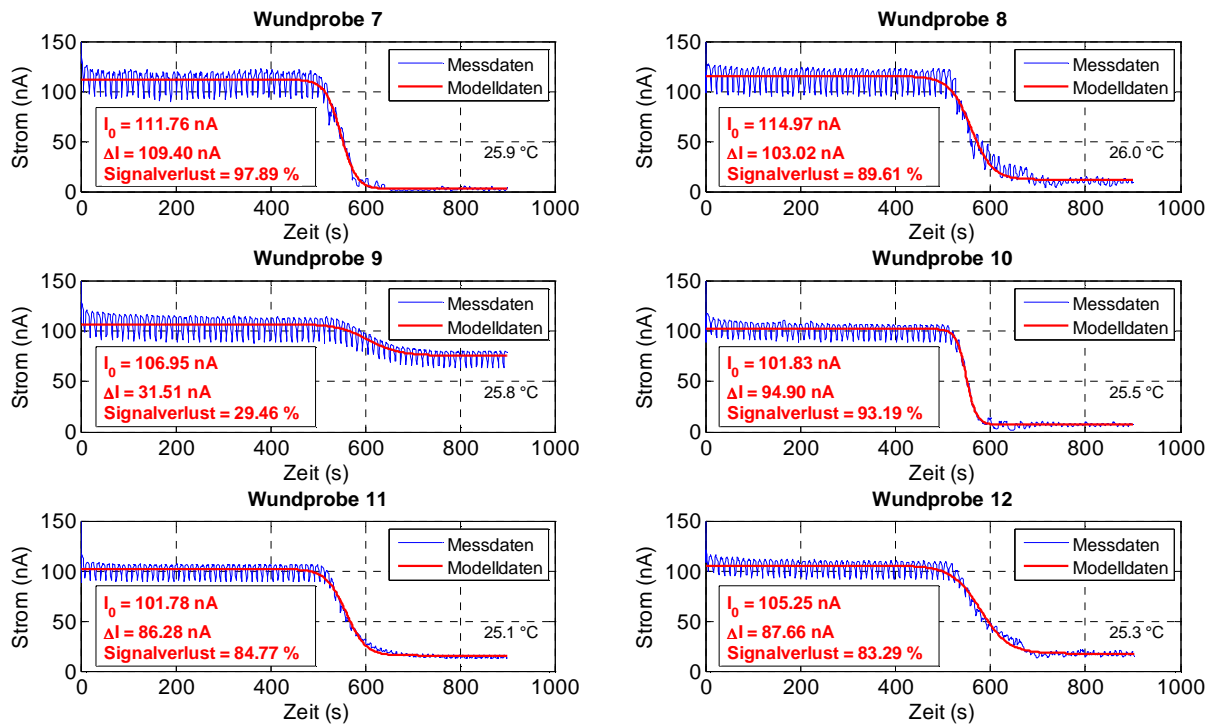 Wundprobe 7
150
100
50
0
Strom (nA)
Messdaten
Modelldaten
I0 = 111.76 nA
ΔI = 109.40 nA
Signalverlust = 97.89 %
25.9 °C
0 200 400 600 800 1000
Zeit (s)
Wundprobe 8
150
100
50
0
Strom (nA)
Messdaten
Modelldaten
I0 = 114.97 nA
ΔI = 103.02 nA
Signalverlust = 89.61 %
26.0 °C
0 200 400 600 800 1000
Zeit (s)
Wundprobe 9
150
100
50
0
Strom (nA)
Messdaten
Modelldaten
I0 = 106.95 nA
ΔI = 31.51 nA
Signalverlust = 29.46 %
25.8 °C
0 200 400 600 800 1000
Zeit (s)
Wundprobe 10
150
100
50
0
Strom (nA)
Messdaten
Modelldaten
I0 = 101.83 nA
ΔI = 94.90 nA
Signalverlust = 93.19 %
25.5 °C
0 200 400 600 800 1000
Zeit (s)
Wundprobe 11
150
100
50
0
Strom (nA)
Messdaten
Modelldaten
I0 = 101.78 nA
ΔI = 86.28 nA
Signalverlust = 84.77 %
25.1 °C
0 200 400 600 800 1000
Zeit (s)
Wundprobe 12
150
100
50
0
Strom (nA)
Messdaten
Modelldaten
I0 = 105.25 nA
ΔI = 87.66 nA
Signalverlust = 83.29 %
25.3 °C
0 200 400 600 800 1000
Zeit (s)